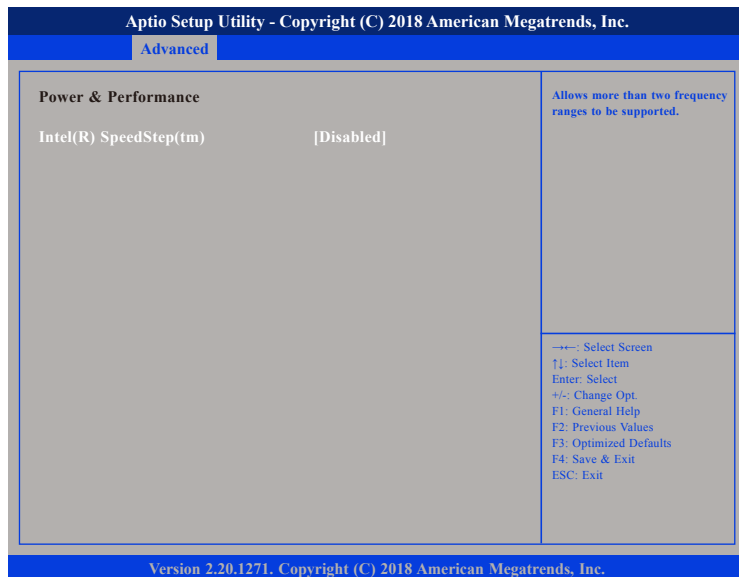 Aptio Setup Utility - Copyright (C) 2018 American Megatrends, Inc.
Advanced
Power & Performance
Intel(R) SpeedStep(tm) [Disabled]
Allows more than two frequency
ranges to be supported.
→←: Select Screen
↑↓: Select Item
Enter: Select
+/-: Change Opt.
F1: General Help
F2: Previous Values
F3: Optimized Defaults
F4: Save & Exit
ESC: Exit
Version 2.20.1271. Copyright (C) 2018 American Megatrends, Inc.